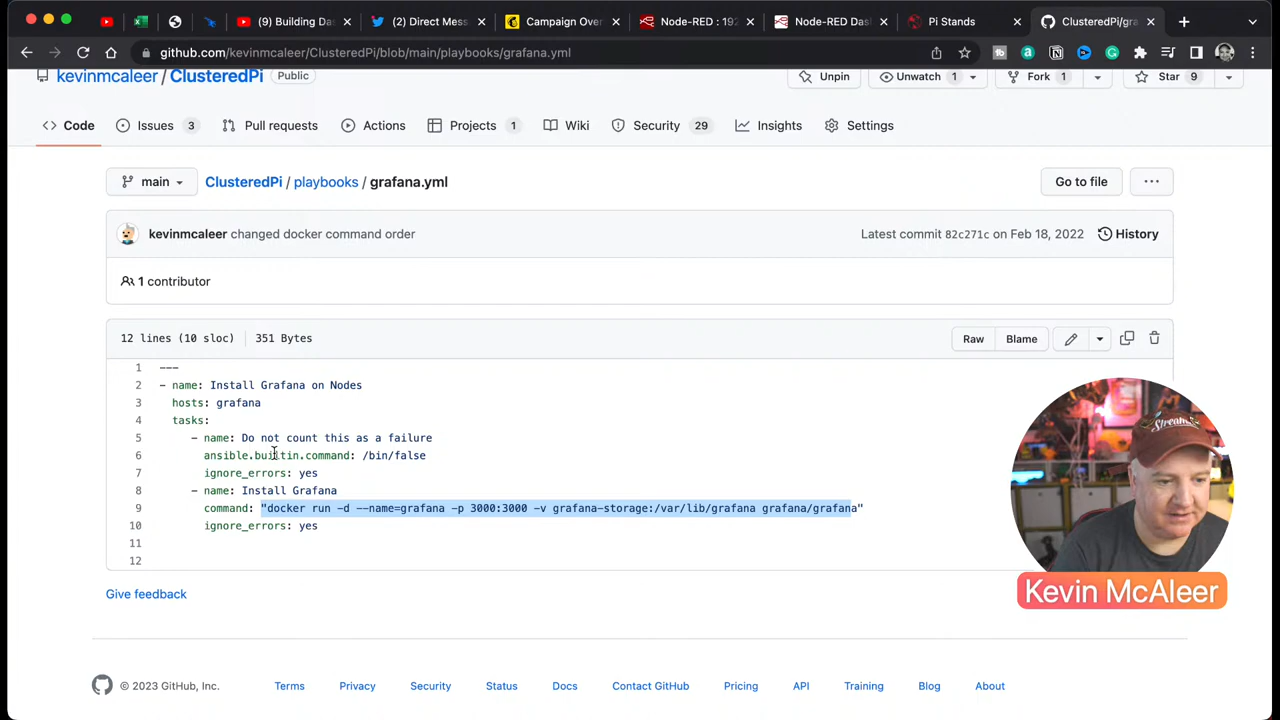 (9) Building Das
(2) Direct Mess
Campaign Over
Node-RED : 192
Node-RED Das
Pi Stands
ClusteredPi/gra
github.com/kevinmcaleer/ClusteredPi/blob/main/playbooks/grafana.yml
kevinmcaleer / ClusteredPi Public
Unpin
Unwatch 1
Fork 1
Star 9
Code
Issues 3
Pull requests
Actions
Projects 1
Wiki
Security 29
Insights
Settings
main
ClusteredPi / playbooks / grafana.yml
Go to file
kevinmcaleer changed docker command order
Latest commit 82c271c on Feb 18, 2022
History
1 contributor
12 lines (10 sloc) 351 Bytes
Raw
Blame
1 ---
2 - name: Install Grafana on Nodes
3 hosts: grafana
4 tasks:
5 - name: Do not count this as a failure
6 ansible.builtin.command: /bin/false
7 ignore_errors: yes
8 - name: Install Grafana
9 command: "docker run -d --name=grafana -p 3000:3000 -v grafana-storage:/var/lib/grafana grafana/grafana"
10 ignore_errors: yes
11
12
Kevin McAleer
Give feedback
© 2023 GitHub, Inc.
Terms
Privacy
Security
Status
Docs
Contact GitHub
Pricing
API
Training
Blog
About